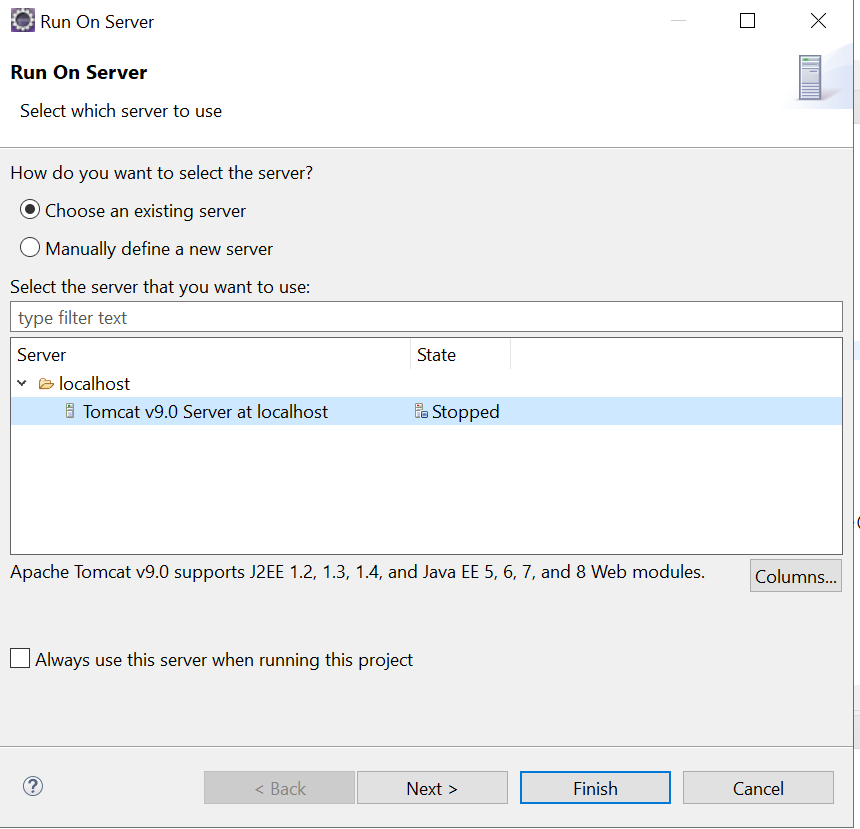 Run On Server
Run On Server
Select which server to use
How do you want to select the server?
Choose an existing server
Manually define a new server
Select the server that you want to use:
type filter text
Server State
localhost
Tomcat v9.0 Server at localhost Stopped
Apache Tomcat v9.0 supports J2EE 1.2, 1.3, 1.4, and Java EE 5, 6, 7, and 8 Web modules.
Columns...
Always use this server when running this project
? < Back Next > Finish Cancel